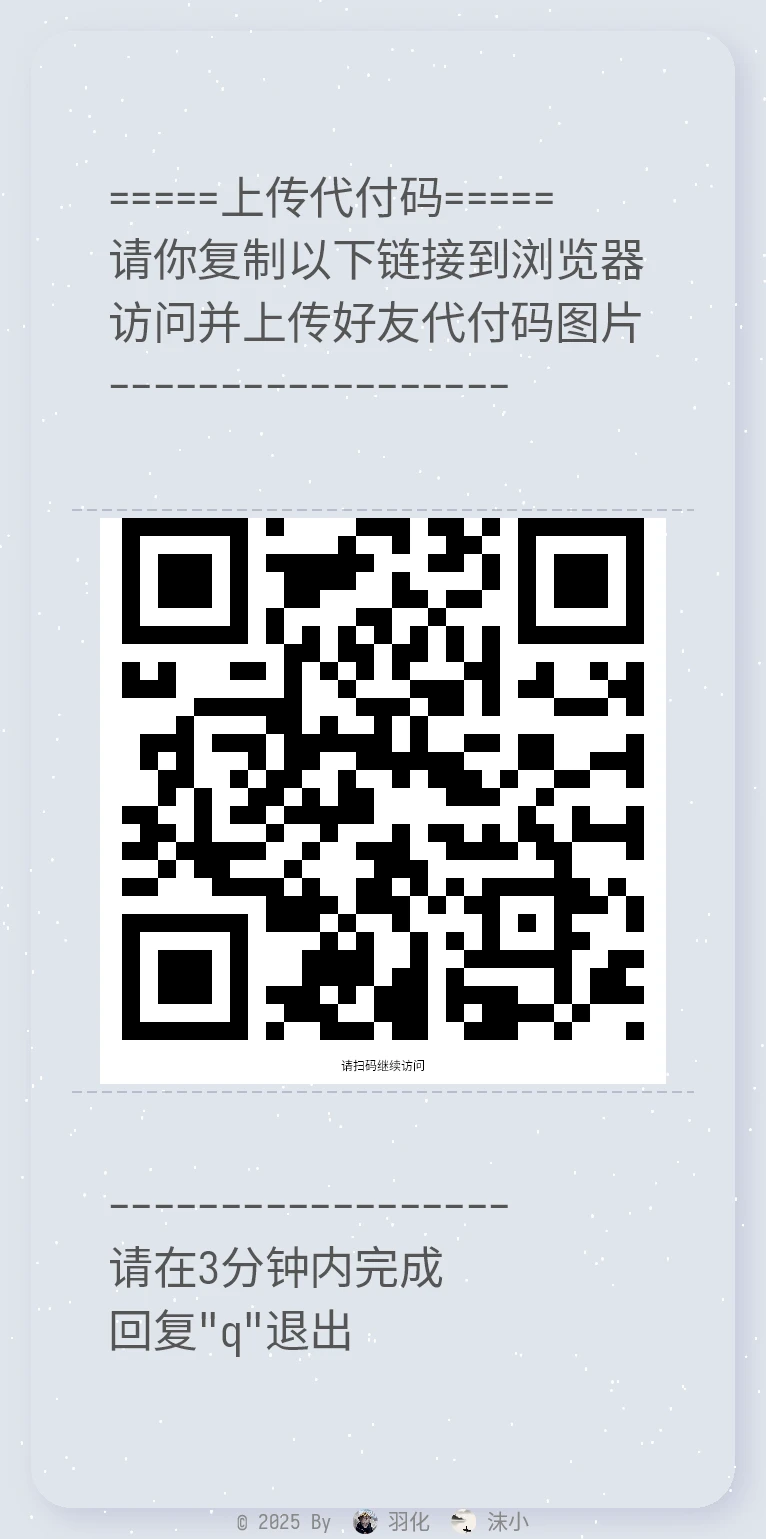 =====上传代付码=====
请你复制以下链接到浏览器
访问并上传好友代付码图片
------------------
请扫码继续访问
------------------
请在3分钟内完成
回复"q"退出
© 2025 By 羽化 沫小